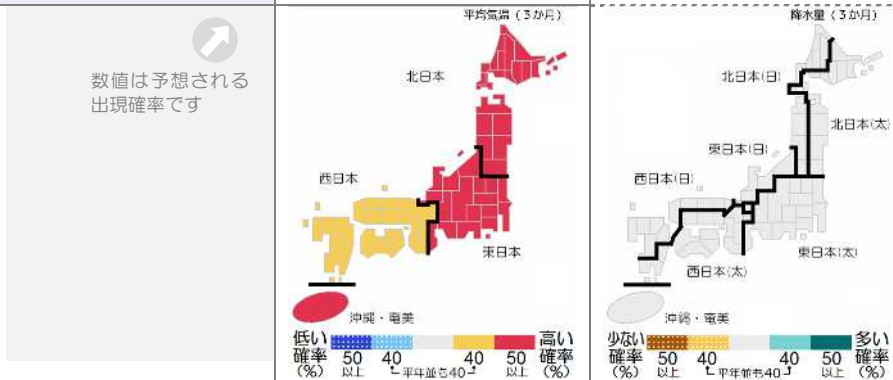 数値は予想される
出現確率です
平均気温（３か月）
北日本
西日本
東日本
沖縄・奄美
低い
確率
(%)
50
以上
40
平年並も40
40
50
以上
高い
確率
(%)
降水量（３か月）
北日本(日)
北日本(太)
東日本(日)
西日本(日)
東日本(太)
西日本(太)
沖縄・奄美
少ない
確率
(%)
50
以上
40
平年並も40
40
50
以上
多い
確率
(%)